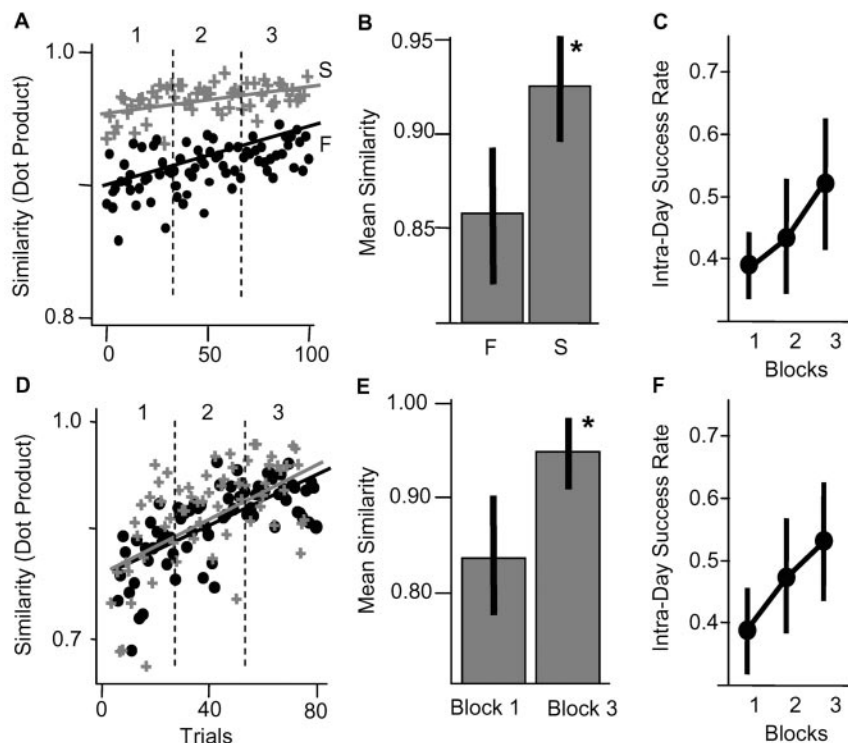 A
1 2 3
1.0
0.8
Similarity (Dot Product)
S
F
0 50 100
B
0.95
0.90
0.85
Mean Similarity
*
F S
C
0.7
0.6
0.5
0.4
Intra-Day Success Rate
1 2 3
Blocks
D
1 2 3
1.0
0.7
Similarity (Dot Product)
0 40 80
Trials
E
1.00
0.90
0.80
Mean Similarity
*
Block 1 Block 3
F
0.7
0.6
0.5
0.4
Intra-Day Success Rate
1 2 3
Blocks